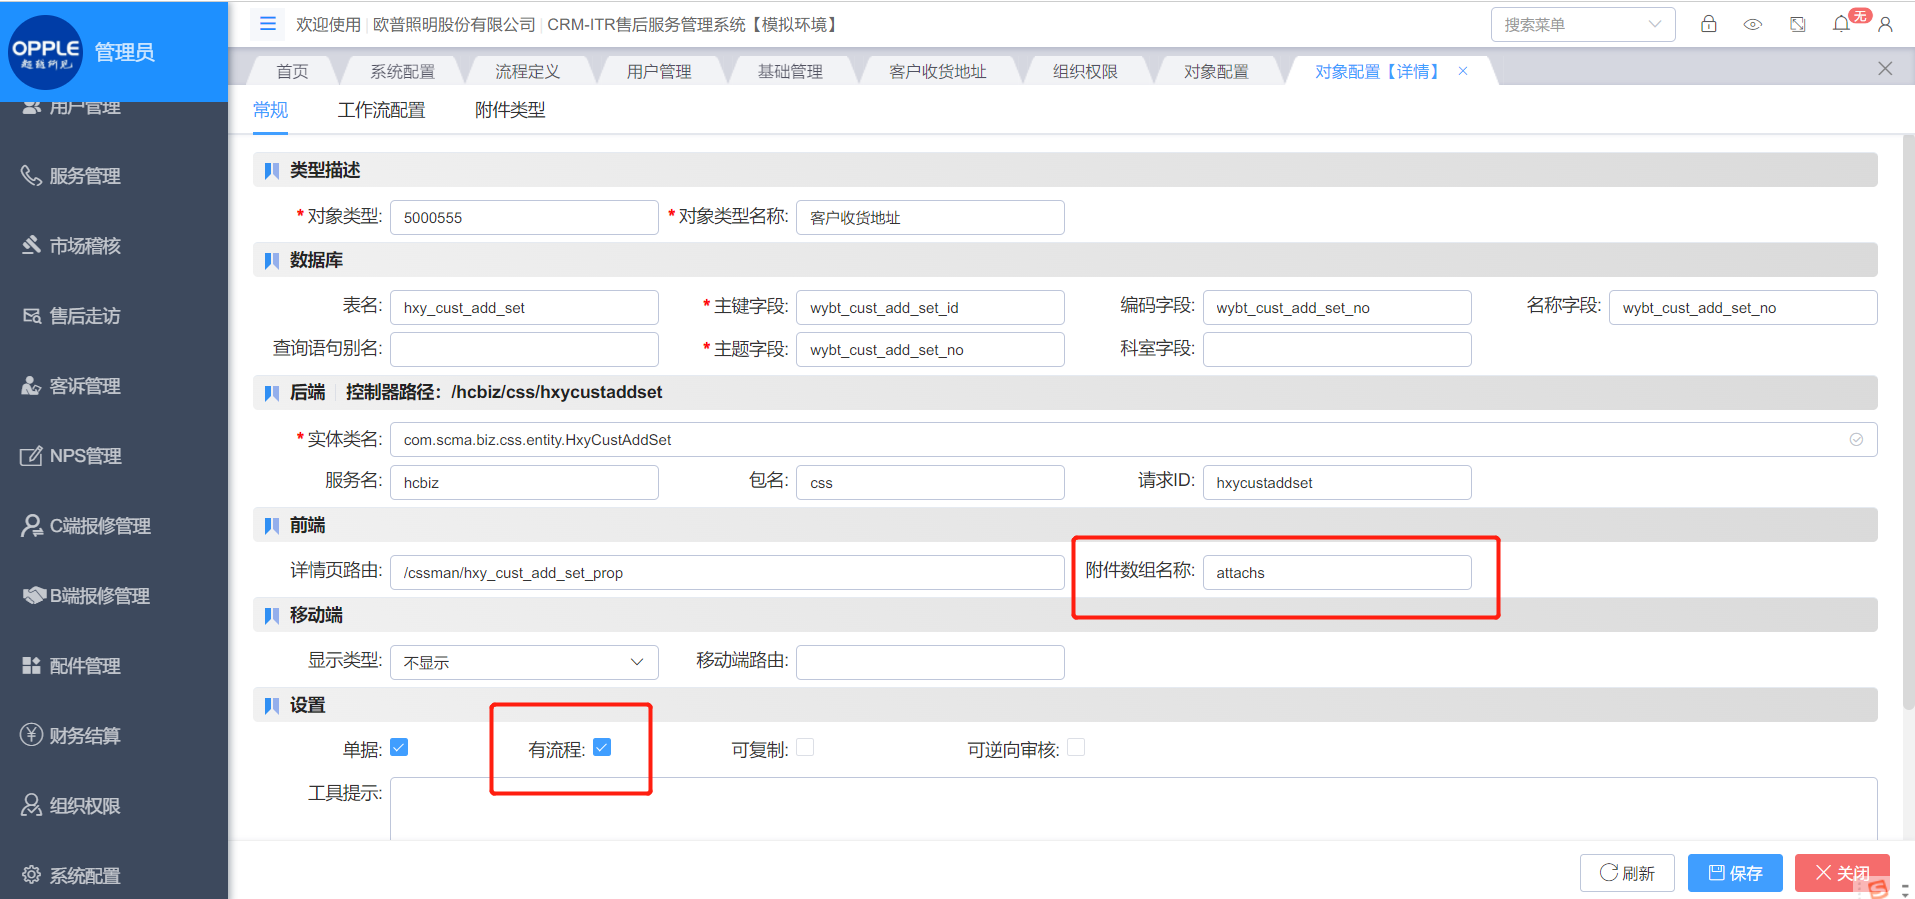 OPPLE 管理员
用户管理
服务管理
市场稽核
售后走访
客诉管理
NPS管理
C端报修管理
B端报修管理
配件管理
财务结算
组织权限
系统配置
欢迎使用 | 欧普照明股份有限公司 | CRM-ITR售后服务管理系统【模拟环境】
搜索菜单
无
首页 系统配置 流程定义 用户管理 基础管理 客户收货地址 组织权限 对象配置 对象配置【详情】
常规 工作流配置 附件类型
类型描述
* 对象类型: 5000555 * 对象类型名称: 客户收货地址
数据库
表名: hxy_cust_add_set * 主键字段: wybt_cust_add_set_id 编码字段: wybt_cust_add_set_no 名称字段: wybt_cust_add_set_no
查询语句别名: * 主题字段: wybt_cust_add_set_no 科室字段:
后端 控制器路径: /hcbiz/css/hxycustaddset
* 实体类名: com.scma.biz.css.entity.HxyCustAddSet
服务名: hcbiz 包名: css 请求ID: hxycustaddset
前端
详情页路由: /cssman/hxy_cust_add_set_prop 附件数组名称: attachs
移动端
显示类型: 不显示 移动端路由:
设置
单据: 有流程: 可复制: 可逆向审核:
工具提示:
刷新 保存 关闭